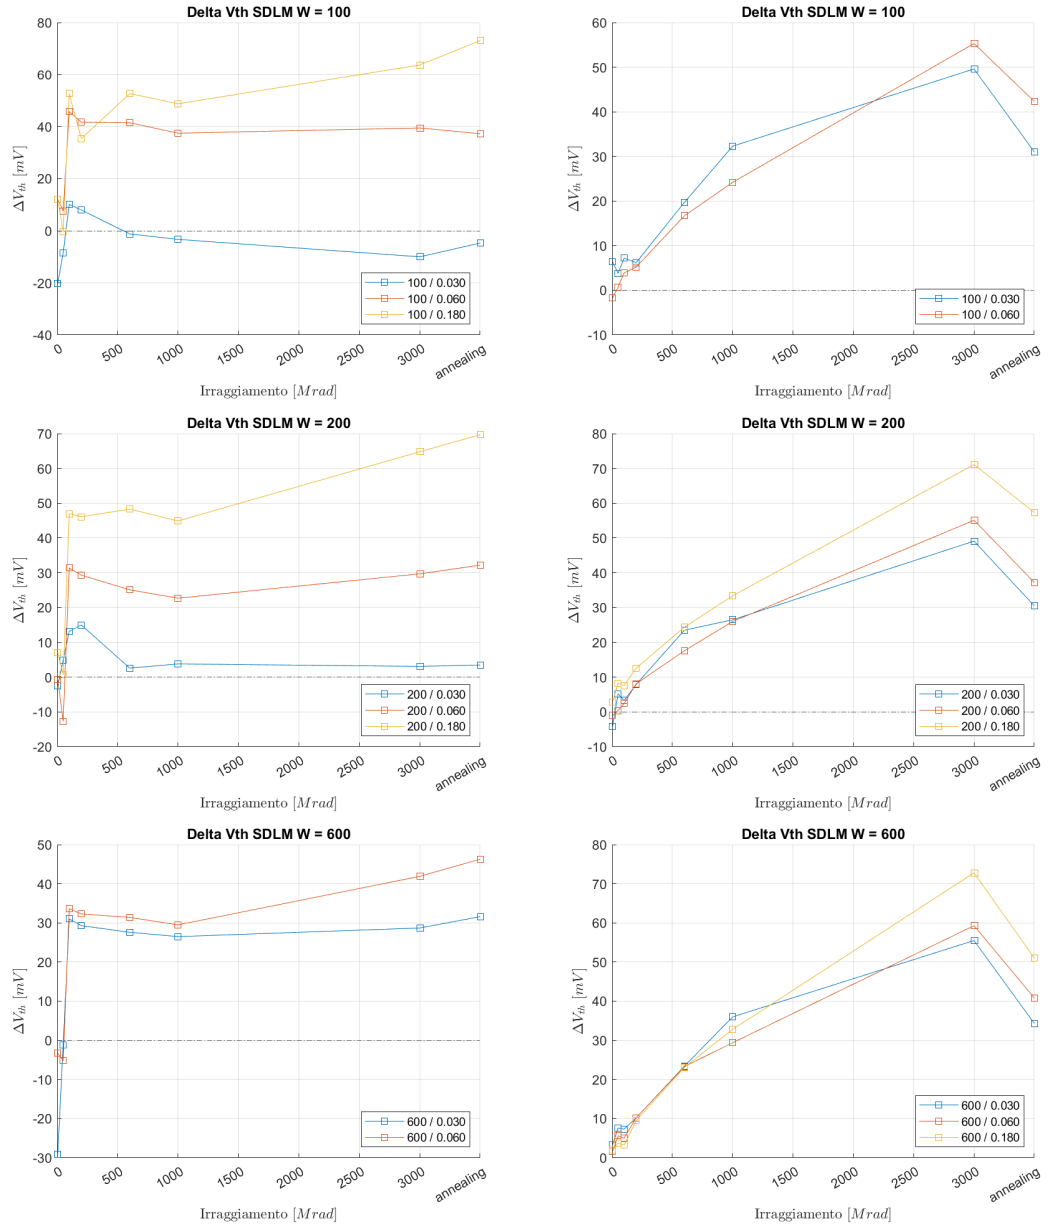 Delta Vth SDLM W = 100
80
60
40
20
0
-20
-40
ΔV_th [mV]
100 / 0.030
100 / 0.060
100 / 0.180
0
500
1000
1500
2000
2500
3000
annealing
Irraggiamento [Mrad]
Delta Vth SDLM W = 100
60
50
40
30
20
10
0
-10
ΔV_th [mV]
100 / 0.030
100 / 0.060
0
500
1000
1500
2000
2500
3000
annealing
Irraggiamento [Mrad]
Delta Vth SDLM W = 200
70
60
50
40
30
20
10
0
-10
-20
ΔV_th [mV]
200 / 0.030
200 / 0.060
200 / 0.180
0
500
1000
1500
2000
2500
3000
annealing
Irraggiamento [Mrad]
Delta Vth SDLM W = 200
80
70
60
50
40
30
20
10
0
-10
ΔV_th [mV]
200 / 0.030
200 / 0.060
200 / 0.180
0
500
1000
1500
2000
2500
3000
annealing
Irraggiamento [Mrad]
Delta Vth SDLM W = 600
50
40
30
20
10
0
-10
-20
-30
ΔV_th [mV]
600 / 0.030
600 / 0.060
0
500
1000
1500
2000
2500
3000
annealing
Irraggiamento [Mrad]
Delta Vth SDLM W = 600
80
70
60
50
40
30
20
10
0
ΔV_th [mV]
600 / 0.030
600 / 0.060
600 / 0.180
0
500
1000
1500
2000
2500
3000
annealing
Irraggiamento [Mrad]